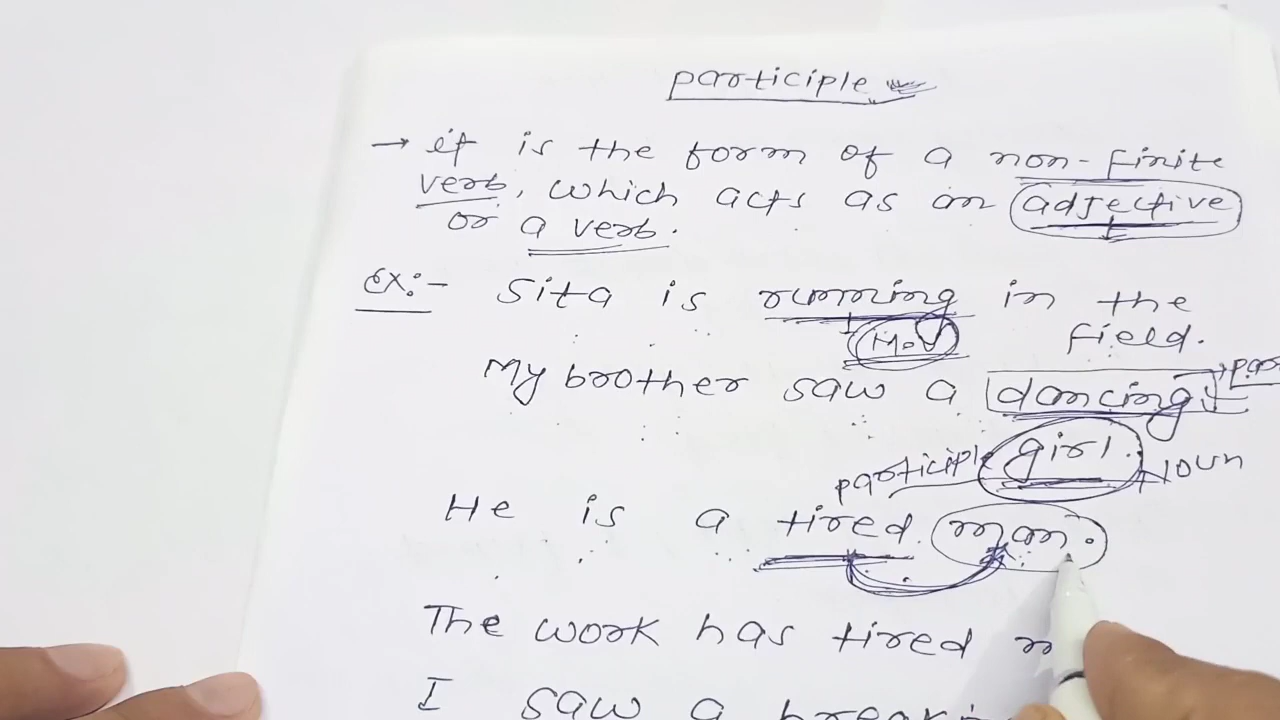 participle
→ it is the form of a non-finite
verb, which acts as an adjective
or a verb.
ex:- Sita is running in the
field.
M.V
My brother saw a dancing
girl.
participle
noun
He is a tired man.
The work has tired
I saw a